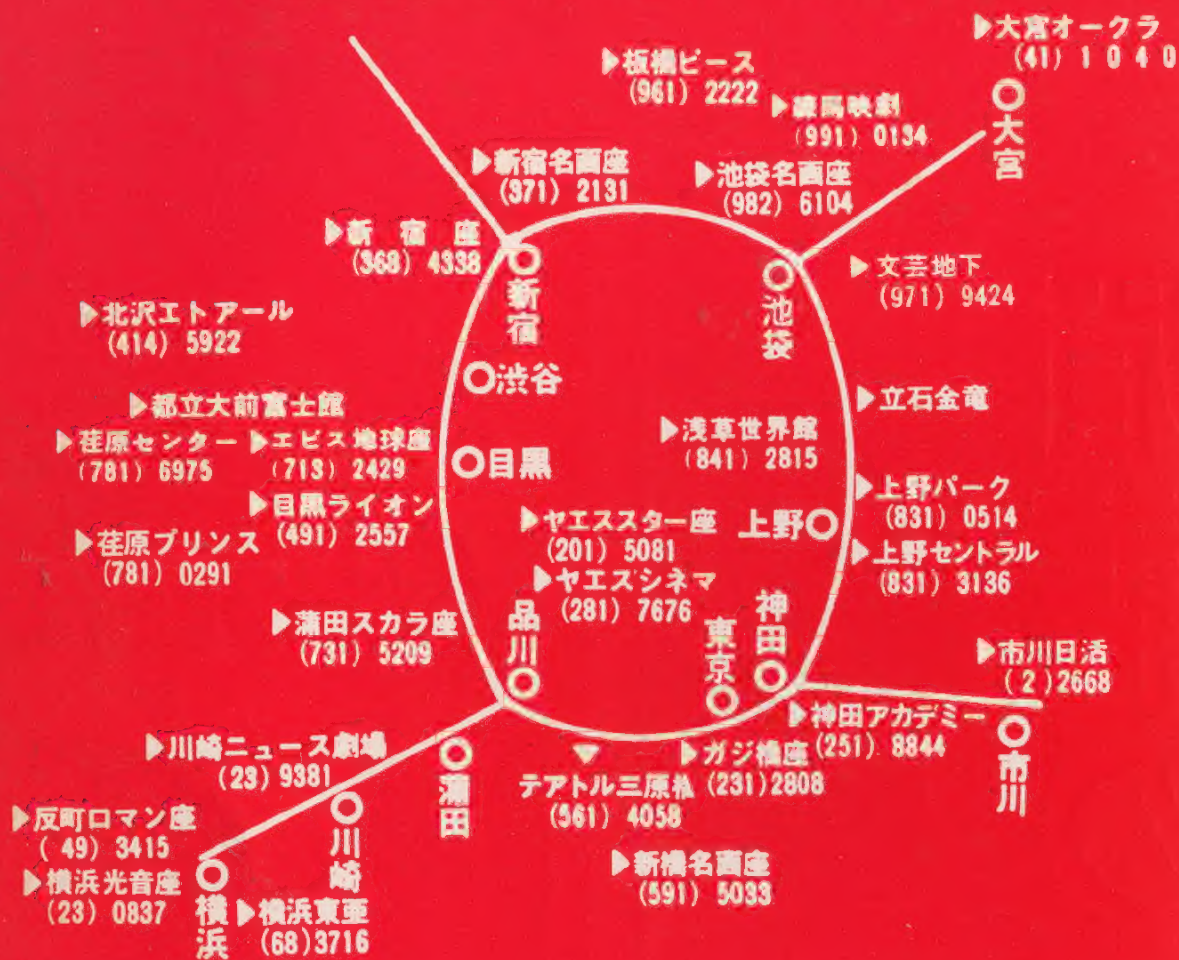 ▶大宮オークラ
(41) 1040
▶板橋ピース
(961) 2222
▶練馬映劇
(991) 0134
大宮
▶新宿名画座
(371) 2131
▶池袋名画座
(982) 6104
▶新宿座
(368) 4338
新宿
池袋
▶文芸地下
(971) 9424
▶北沢エトアール
(414) 5922
渋谷
▶都立大前富士館
▶立石金竜
▶荏原センター
(781) 6975
▶エビス地球座
(713) 2429
目黒
▶浅草世界館
(841) 2815
▶目黒ライオン
(491) 2557
▶荏原プリンス
(781) 0291
▶ヤエススター座
(201) 5081
上野
▶上野パーク
(831) 0514
▶上野セントラル
(831) 3136
▶ヤエスシネマ
(281) 7676
品川
東京
神田
▶蒲田スカラ座
(731) 5209
▶市川日活
(2)2668
市川
▶神田アカデミー
(251) 8844
▶川崎ニュース劇場
(23) 9381
蒲田
▼
テアトル三原橋
(561) 4058
▶ガジ橋座
(231)2808
川崎
▶反町ロマン座
(49) 3415
▶新橋名画座
(591) 5033
▶横浜光音座
(23) 0837
横浜
▶横浜東亜
(68)3716